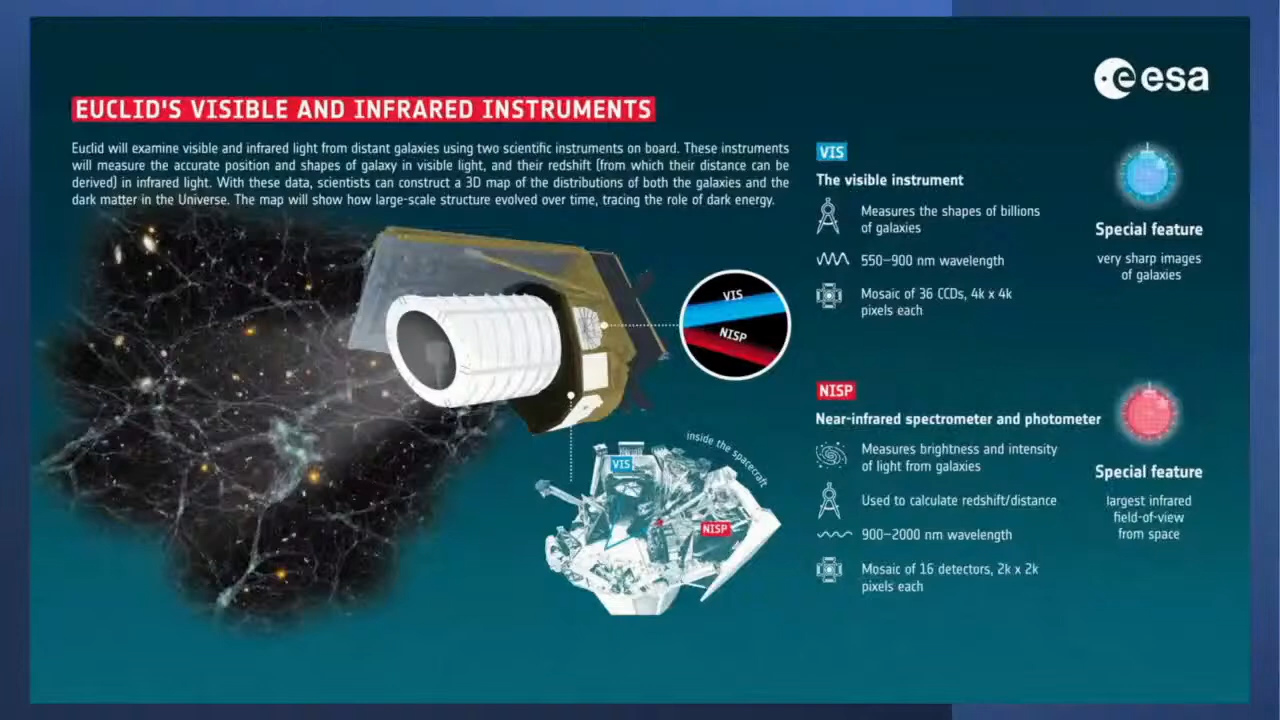 esa
EUCLID'S VISIBLE AND INFRARED INSTRUMENTS
Euclid will examine visible and infrared light from distant galaxies using two scientific instruments on board. These instruments
will measure the accurate position and shapes of galaxy in visible light, and their redshift (from which their distance can be
derived) in infrared light. With these data, scientists can construct a 3D map of the distributions of both the galaxies and the
dark matter in the Universe. The map will show how large-scale structure evolved over time, tracing the role of dark energy.
VIS
NISP
inside the spacecraft
VIS
NISP
VIS
The visible instrument
Measures the shapes of billions
of galaxies
550–900 nm wavelength
Mosaic of 36 CCDs, 4k x 4k
pixels each
Special feature
very sharp images
of galaxies
NISP
Near-infrared spectrometer and photometer
Measures brightness and intensity
of light from galaxies
Used to calculate redshift/distance
900–2000 nm wavelength
Mosaic of 16 detectors, 2k x 2k
pixels each
Special feature
largest infrared
field-of-view
from space